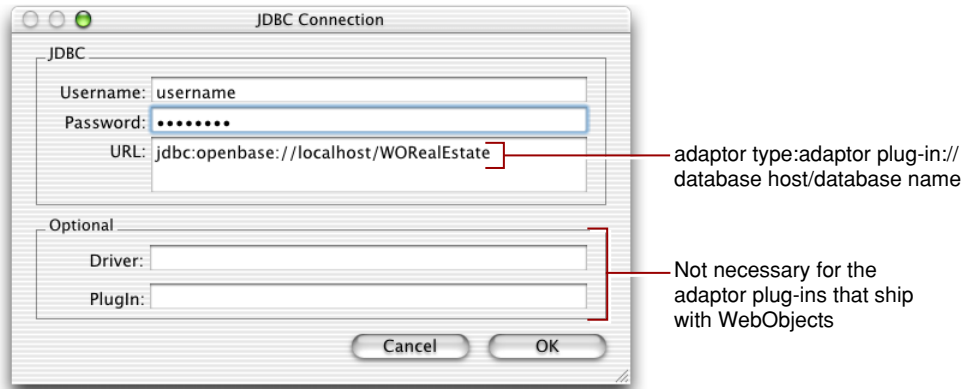 JDBC Connection
JDBC
Username: username
Password: ••••••••
URL: jdbc:openbase://localhost/WORealEstate
adaptor type:adaptor plug-in://
database host/database name
Optional
Driver:
PlugIn:
Not necessary for the
adaptor plug-ins that ship
with WebObjects
Cancel
OK